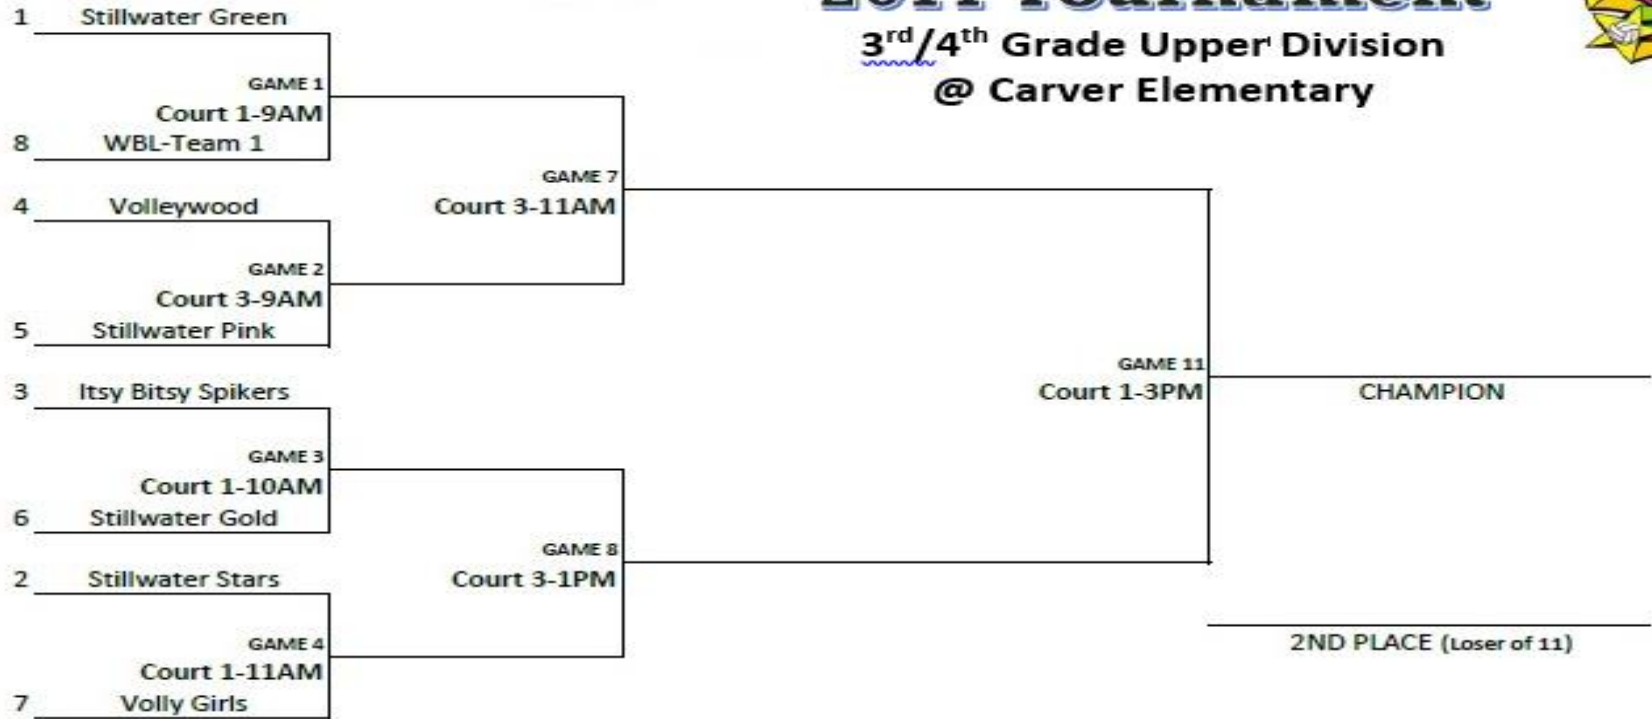 2011 Tournament
3rd/4th Grade Upper Division
@ Carver Elementary
1 Stillwater Green
GAME 1
Court 1-9AM
8 WBL-Team 1
4 Volleywood
GAME 2
Court 3-9AM
5 Stillwater Pink
3 Itsy Bitsy Spikers
GAME 3
Court 1-10AM
6 Stillwater Gold
2 Stillwater Stars
GAME 4
Court 1-11AM
7 Volly Girls
GAME 7
Court 3-11AM
GAME 8
Court 3-1PM
GAME 11
Court 1-3PM
CHAMPION
2ND PLACE (Loser of 11)